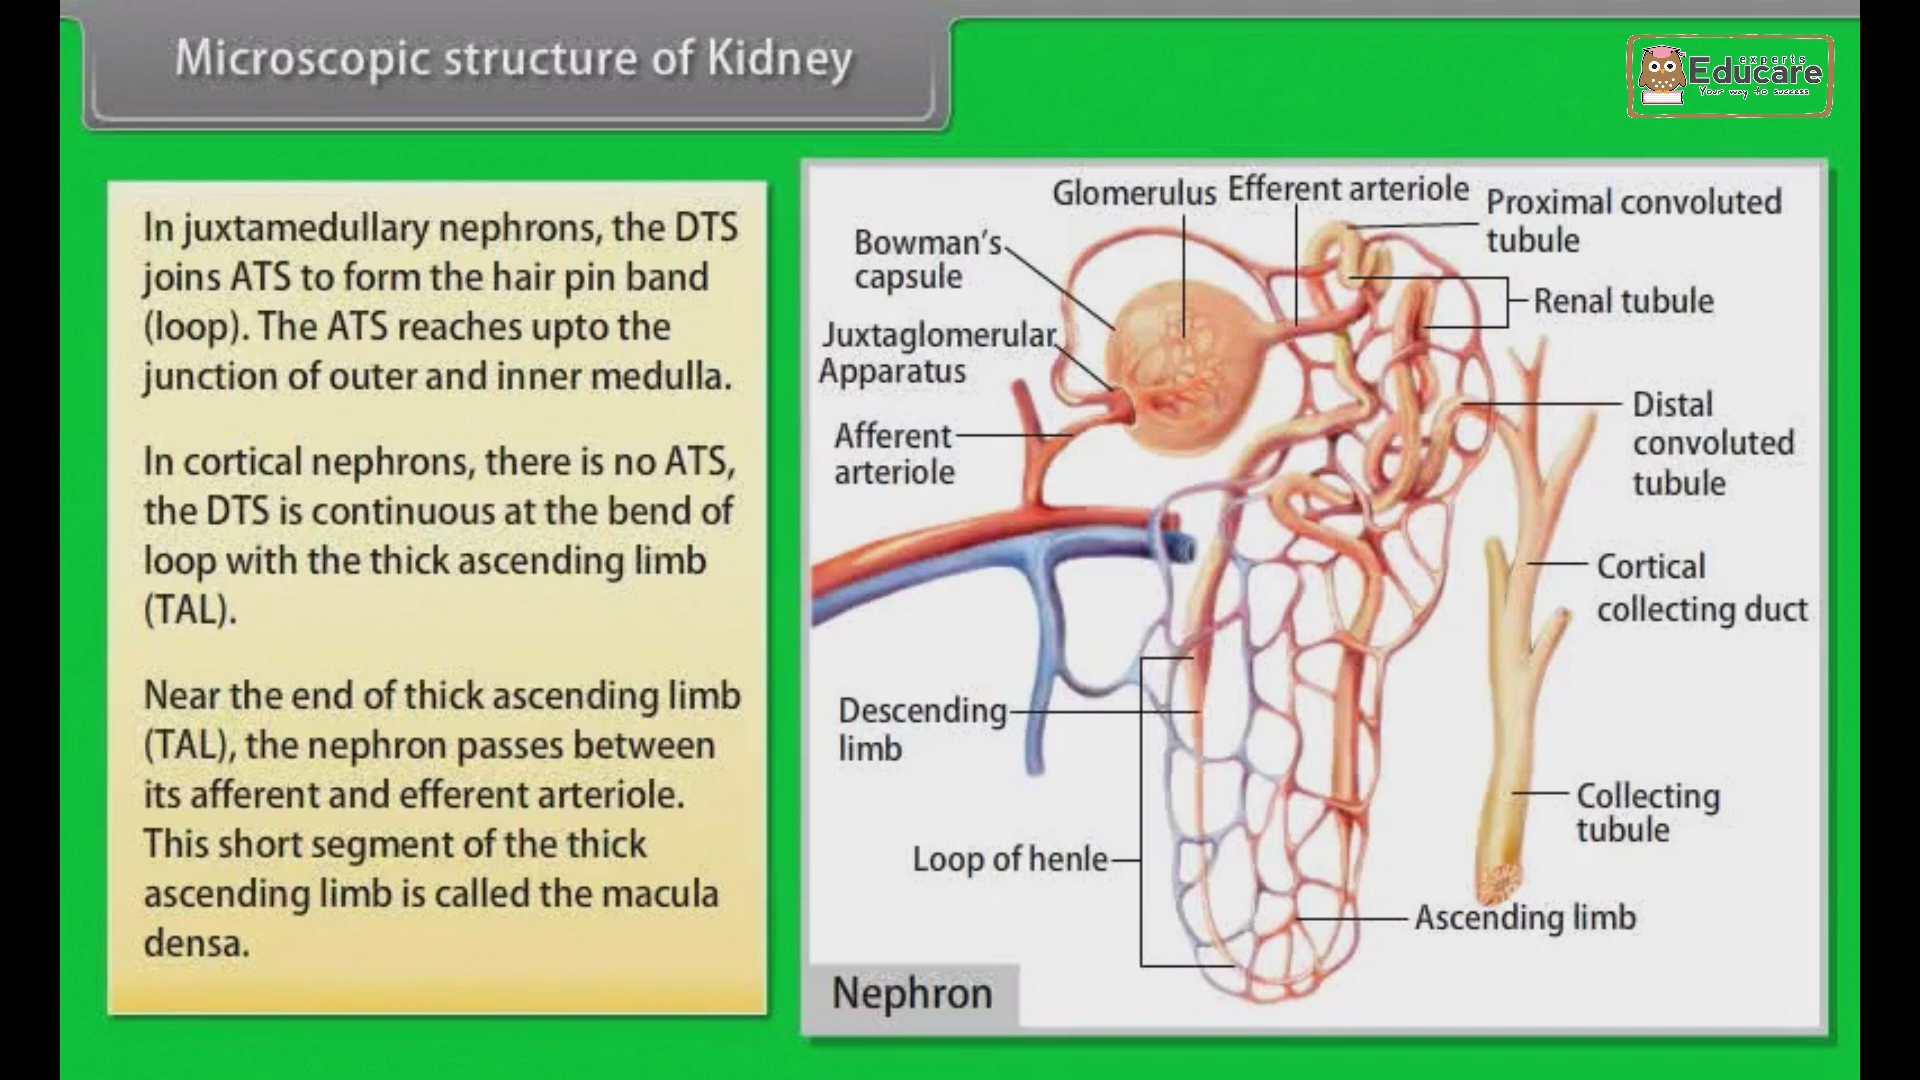 Microscopic structure of Kidney
experts
Educare
Your way to success
In juxtamedullary nephrons, the DTS
joins ATS to form the hair pin band
(loop). The ATS reaches upto the
junction of outer and inner medulla.
In cortical nephrons, there is no ATS,
the DTS is continuous at the bend of
loop with the thick ascending limb
(TAL).
Near the end of thick ascending limb
(TAL), the nephron passes between
its afferent and efferent arteriole.
This short segment of the thick
ascending limb is called the macula
densa.
Glomerulus
Efferent arteriole
Proximal convoluted
tubule
Bowman's
capsule
Renal tubule
Juxtaglomerular
Apparatus
Distal
convoluted
tubule
Afferent
arteriole
Cortical
collecting duct
Descending
limb
Collecting
tubule
Loop of henle
Ascending limb
Nephron